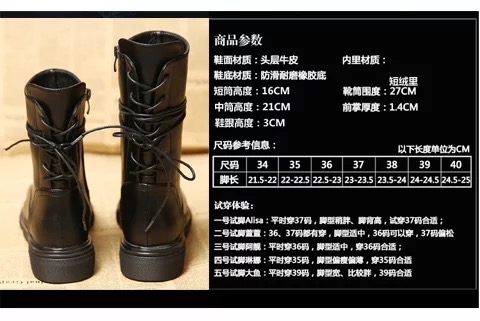 商品参数
鞋面材质：头层牛皮 内里材质：
短绒里
鞋底材质：防滑耐磨橡胶底
短筒高度：16CM 靴筒围度：27CM
中筒高度：21CM 前掌厚度：1.4CM
鞋跟高度：3CM
尺码参考信息： 以下长度单位为CM
尺码 34 35 36 37 38 39 40
脚长 21.5-22 22-22.5 22.5-23 23-23.5 23.5-24 24-24.5 24.5-25
试穿体验：
一号试脚Alisa：平时穿37码，脚型稍胖、脚背高，试穿37码合适；
二号试脚萱萱：36、37码都有穿，脚型适中，36码可以穿，37码偏松
三号试脚阿靓：平时穿36码，脚型适中，穿36码合适；
四号试脚琳娜：平时穿35码，脚型偏瘦偏薄，穿35码合适
五号试脚大鱼：平时穿39码，脚型宽、比较胖，39码合适